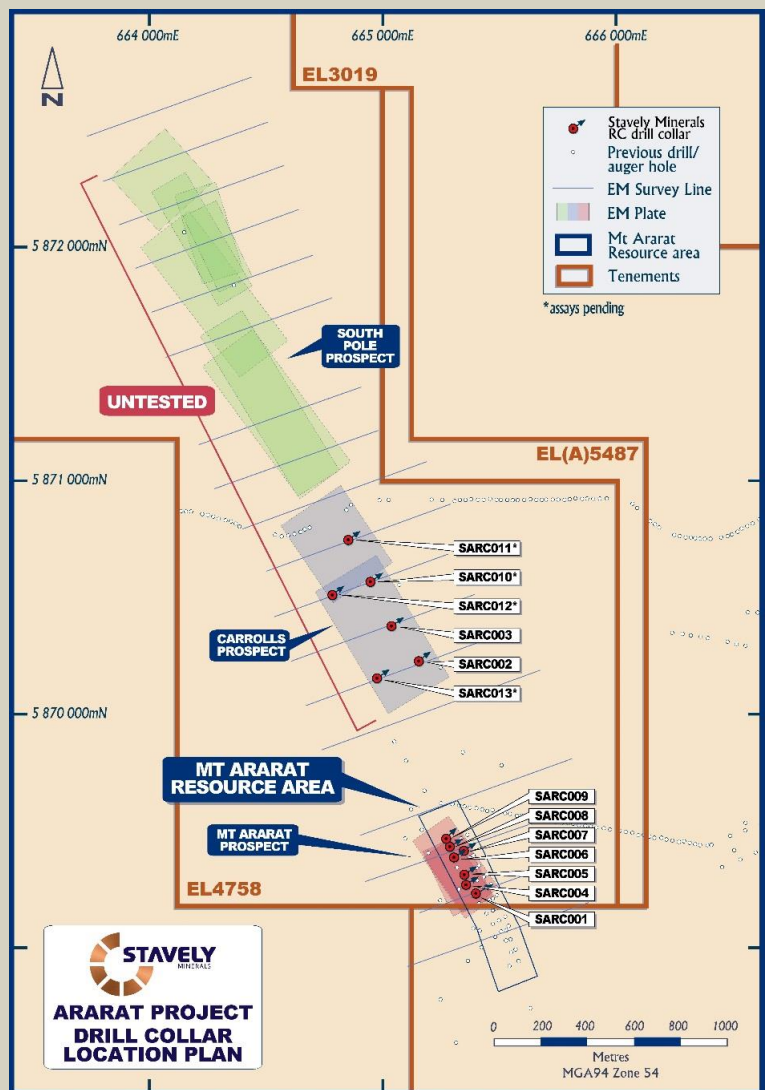 664 000mE
665 000mE
666 000mE
N
EL3019
Stavely Minerals
RC drill collar
Previous drill/
auger hole
EM Survey Line
EM Plate
Mt Ararat
Resource area
Tenements
*assays pending
5 872 000mN
SOUTH
POLE
PROSPECT
UNTESTED
EL(A)5487
5 871 000mN
SARC011*
SARC010*
SARC012*
SARC003
CARROLLS
PROSPECT
SARC002
SARC013*
5 870 000mN
MT ARARAT
RESOURCE AREA
SARC009
SARC008
MT ARARAT
PROSPECT
SARC007
SARC006
SARC005
EL4758
SARC004
SARC001
STAVELY
MINERALS
ARARAT PROJECT
DRILL COLLAR
LOCATION PLAN
0 200 400 600 800 1000
Metres
MGA94 Zone 54